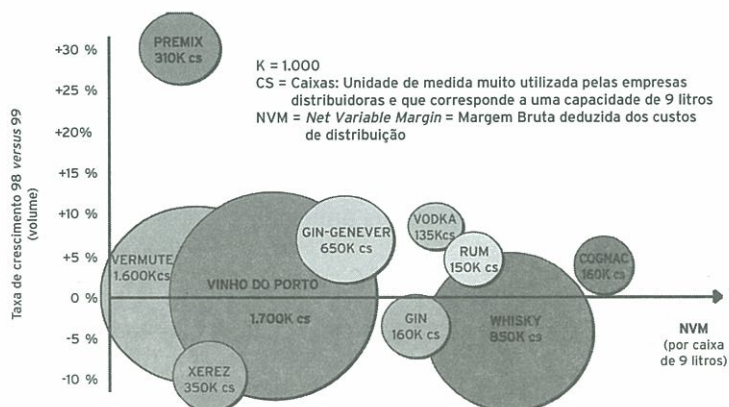 Taxa de crescimento 98 versus 99
(volume)
+30 %
+25 %
+20%
+15 %
+10 %
+5 %
0 %
-5 %
-10 %
K = 1.000
CS = Caixas: Unidade de medida muito utilizada pelas empresas
distribuidoras e que corresponde a uma capacidade de 9 litros
NVM = Net Variable Margin = Margem Bruta deduzida dos custos
de distribuição
PREMIX
310K cs
VERMUTE
1.600Kcs
VINHO DO PORTO
1.700K cs
GIN-GENEVER
650K cs
VODKA
135Kcs
RUM
150K cs
COGNAC
160K cs
GIN
160K cs
WHISKY
850K cs
XEREZ
350K cs
NVM
(por caixa
de 9 litros)